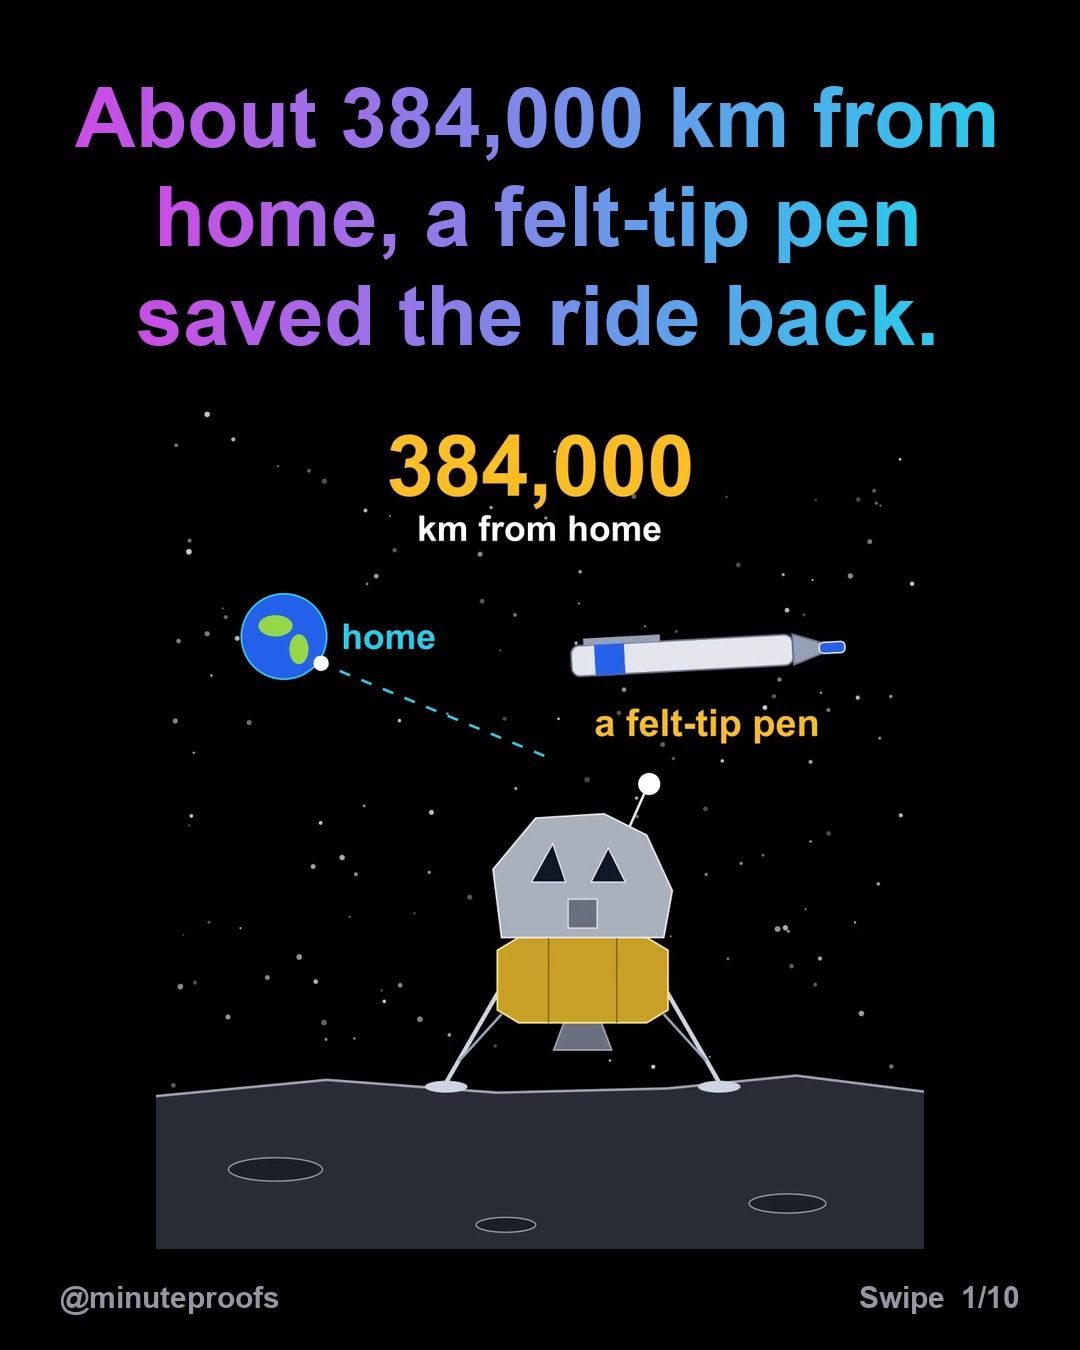 About 384,000 km from
home, a felt-tip pen
saved the ride back.
384,000
km from home
home
a felt-tip pen
@minuteproofs
Swipe 1/10